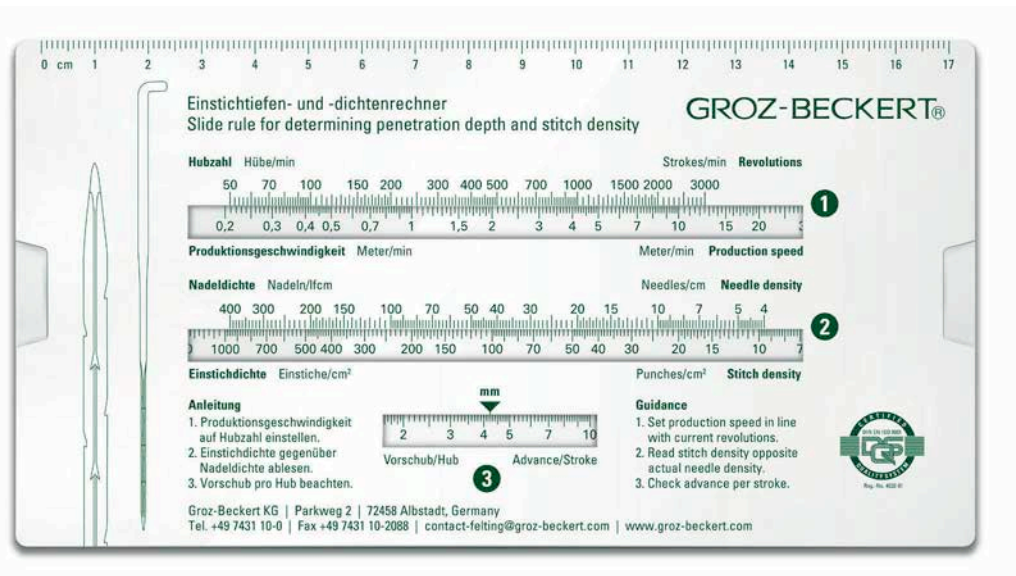 0 cm 1 2 3 4 5 6 7 8 9 10 11 12 13 14 15 16 17
Einstichtiefen- und -dichtenrechner
Slide rule for determining penetration depth and stitch density
GROZ-BECKERT®
Hubzahl Hübe/min Strokes/min Revolutions
50 70 100 150 200 300 400 500 700 1000 1500 2000 3000
1
0,2 0,3 0,4 0,5 0,7 1 1,5 2 3 4 5 7 10 15 20
Produktionsgeschwindigkeit Meter/min Meter/min Production speed
Nadeldichte Nadeln/lfcm Needles/cm Needle density
400 300 200 150 100 70 50 40 30 20 15 10 7 5 4
2
1000 700 500 400 300 200 150 100 70 50 40 30 20 15 10 7
Einstichdichte Einstiche/cm² Punches/cm² Stitch density
mm
2 3 4 5 7 10
Vorschub/Hub Advance/Stroke
3
Anleitung
1. Produktionsgeschwindigkeit
auf Hubzahl einstellen.
2. Einstichdichte gegenüber
Nadeldichte ablesen.
3. Vorschub pro Hub beachten.
Guidance
1. Set production speed in line
with current revolutions.
2. Read stitch density opposite
actual needle density.
3. Check advance per stroke.
CERTIFIED
DQS
Groz-Beckert KG | Parkweg 2 | 72458 Albstadt, Germany
Tel. +49 7431 10-0 | Fax +49 7431 10-2088 | contact-felting@groz-beckert.com | www.groz-beckert.com